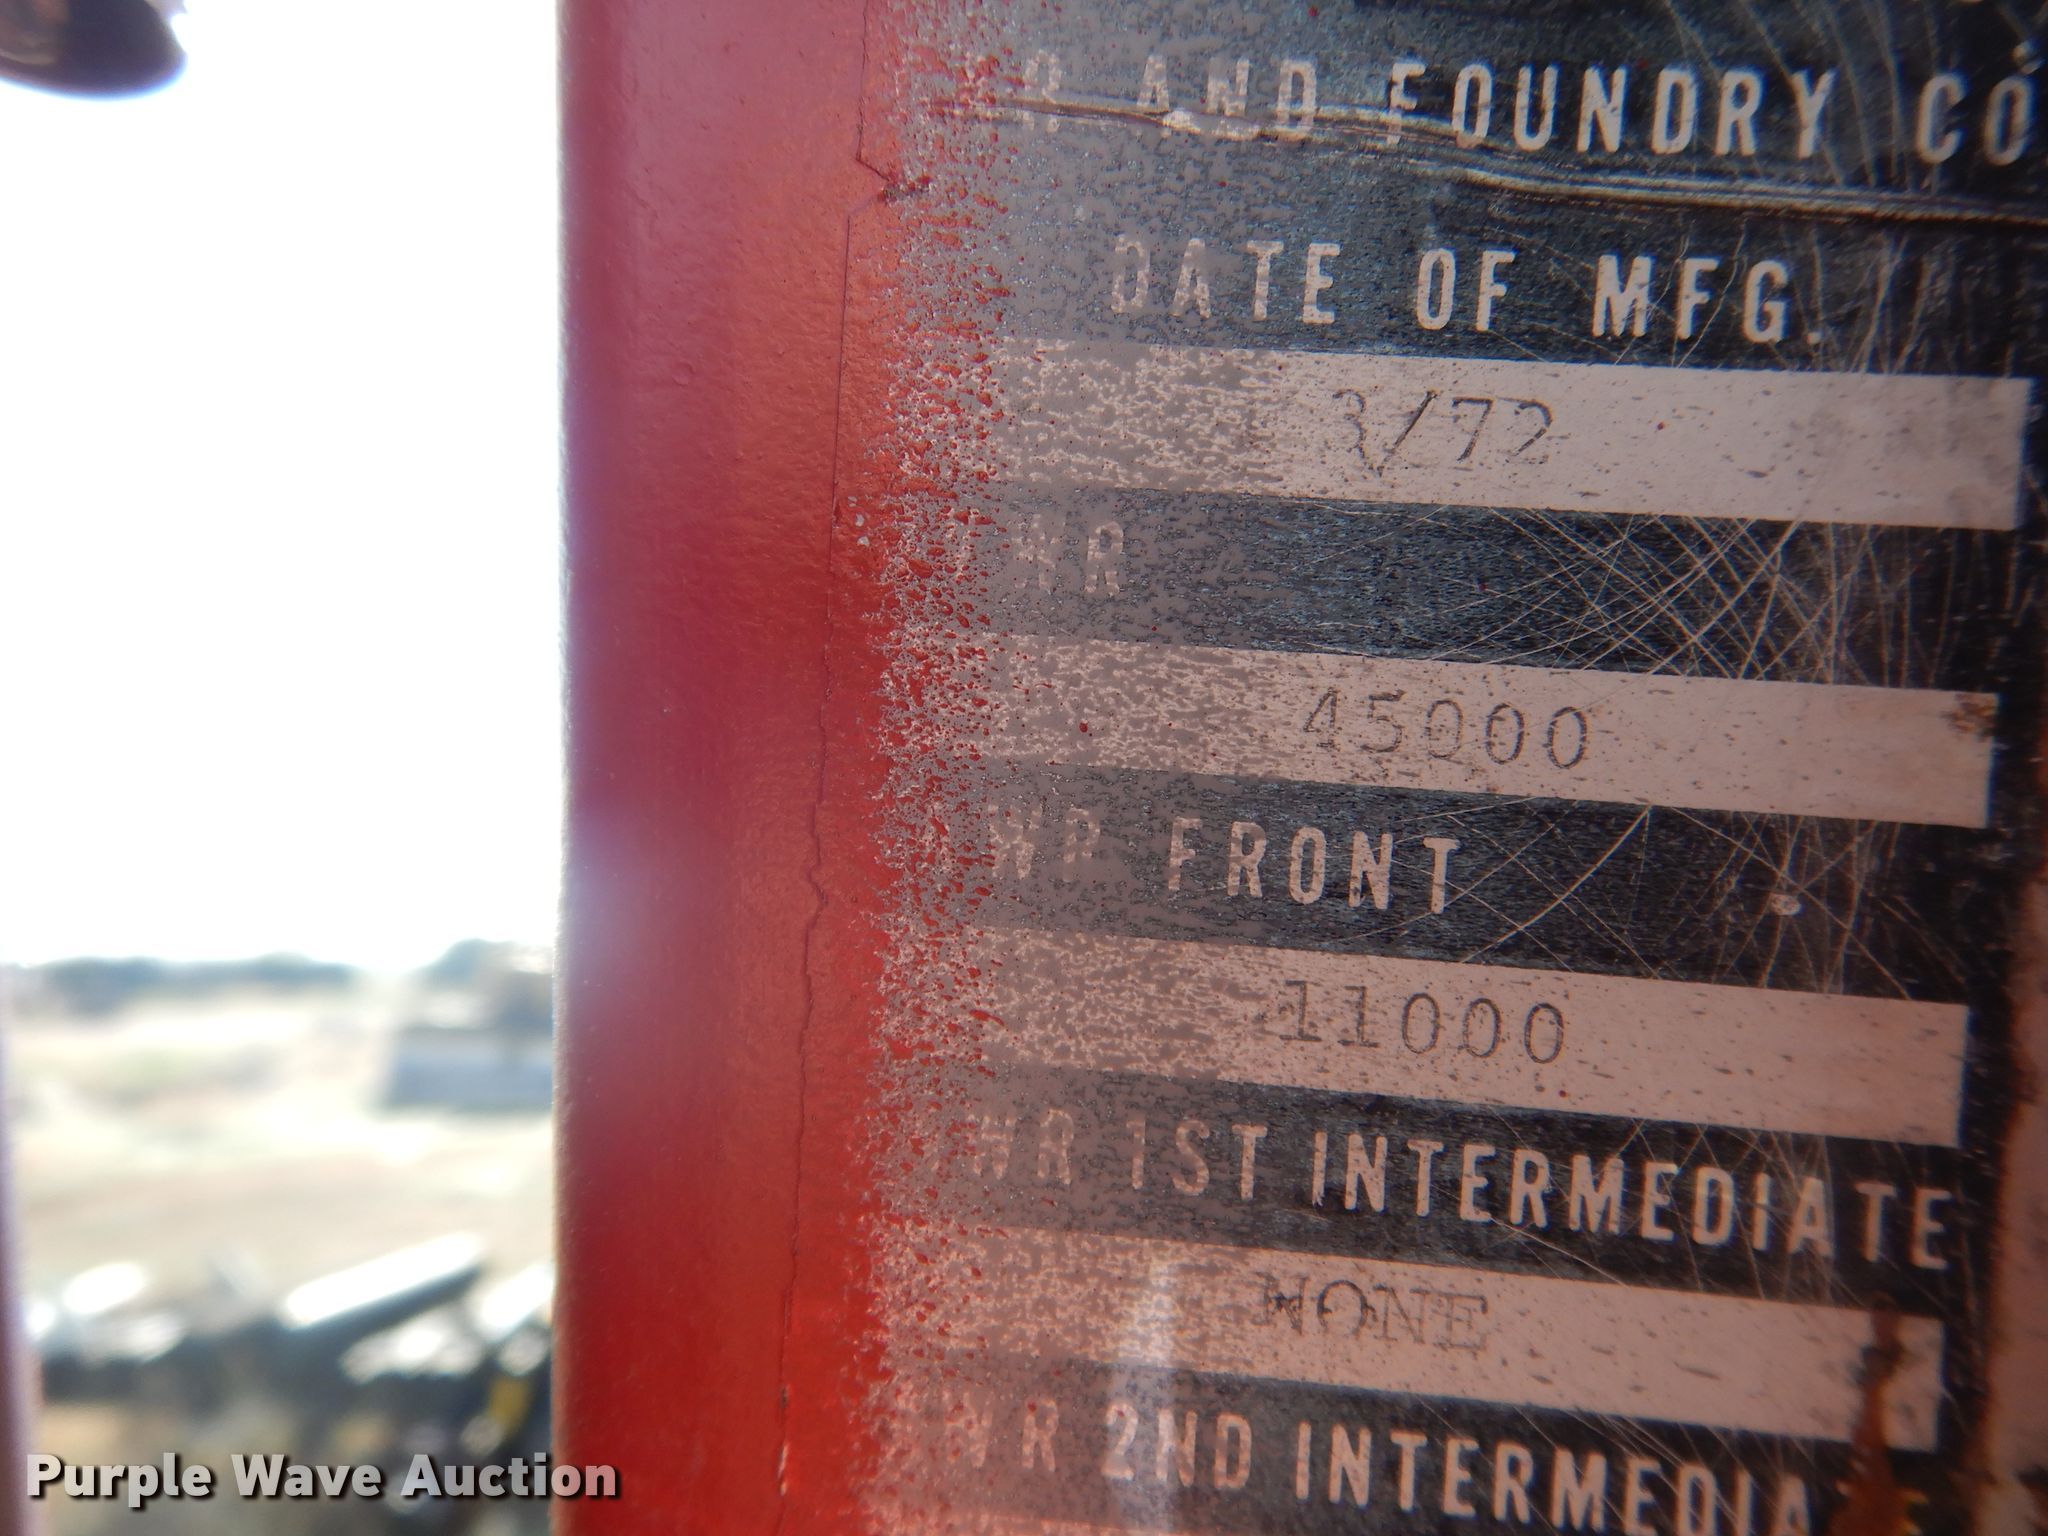 AND FOUNDRY CO.
DATE OF MFG.
3/72
WR
45000
WR FRONT
11000
WR 1ST INTERMEDIATE
NONE
WR 2ND INTERMEDIA
Purple Wave Auction